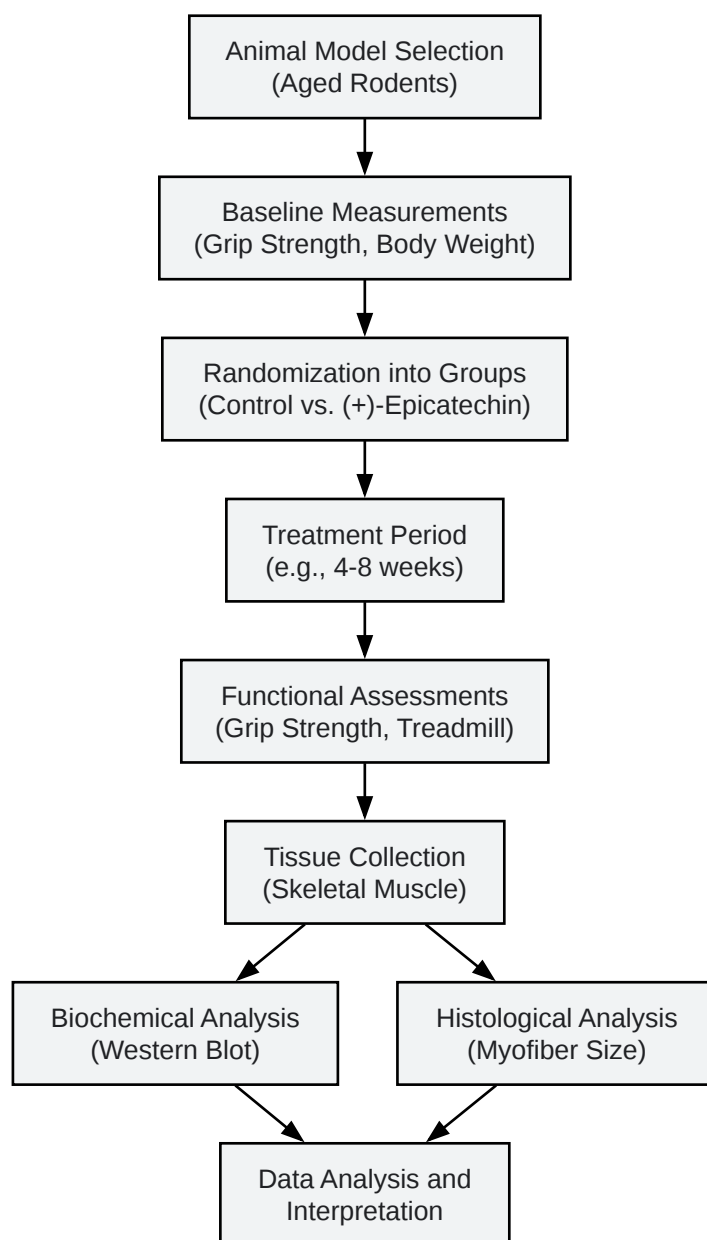 Animal Model Selection
(Aged Rodents)
Baseline Measurements
(Grip Strength, Body Weight)
Randomization into Groups
(Control vs. (+)-Epicatechin)
Treatment Period
(e.g., 4-8 weeks)
Functional Assessments
(Grip Strength, Treadmill)
Tissue Collection
(Skeletal Muscle)
Biochemical Analysis
(Western Blot)
Histological Analysis
(Myofiber Size)
Data Analysis and
Interpretation